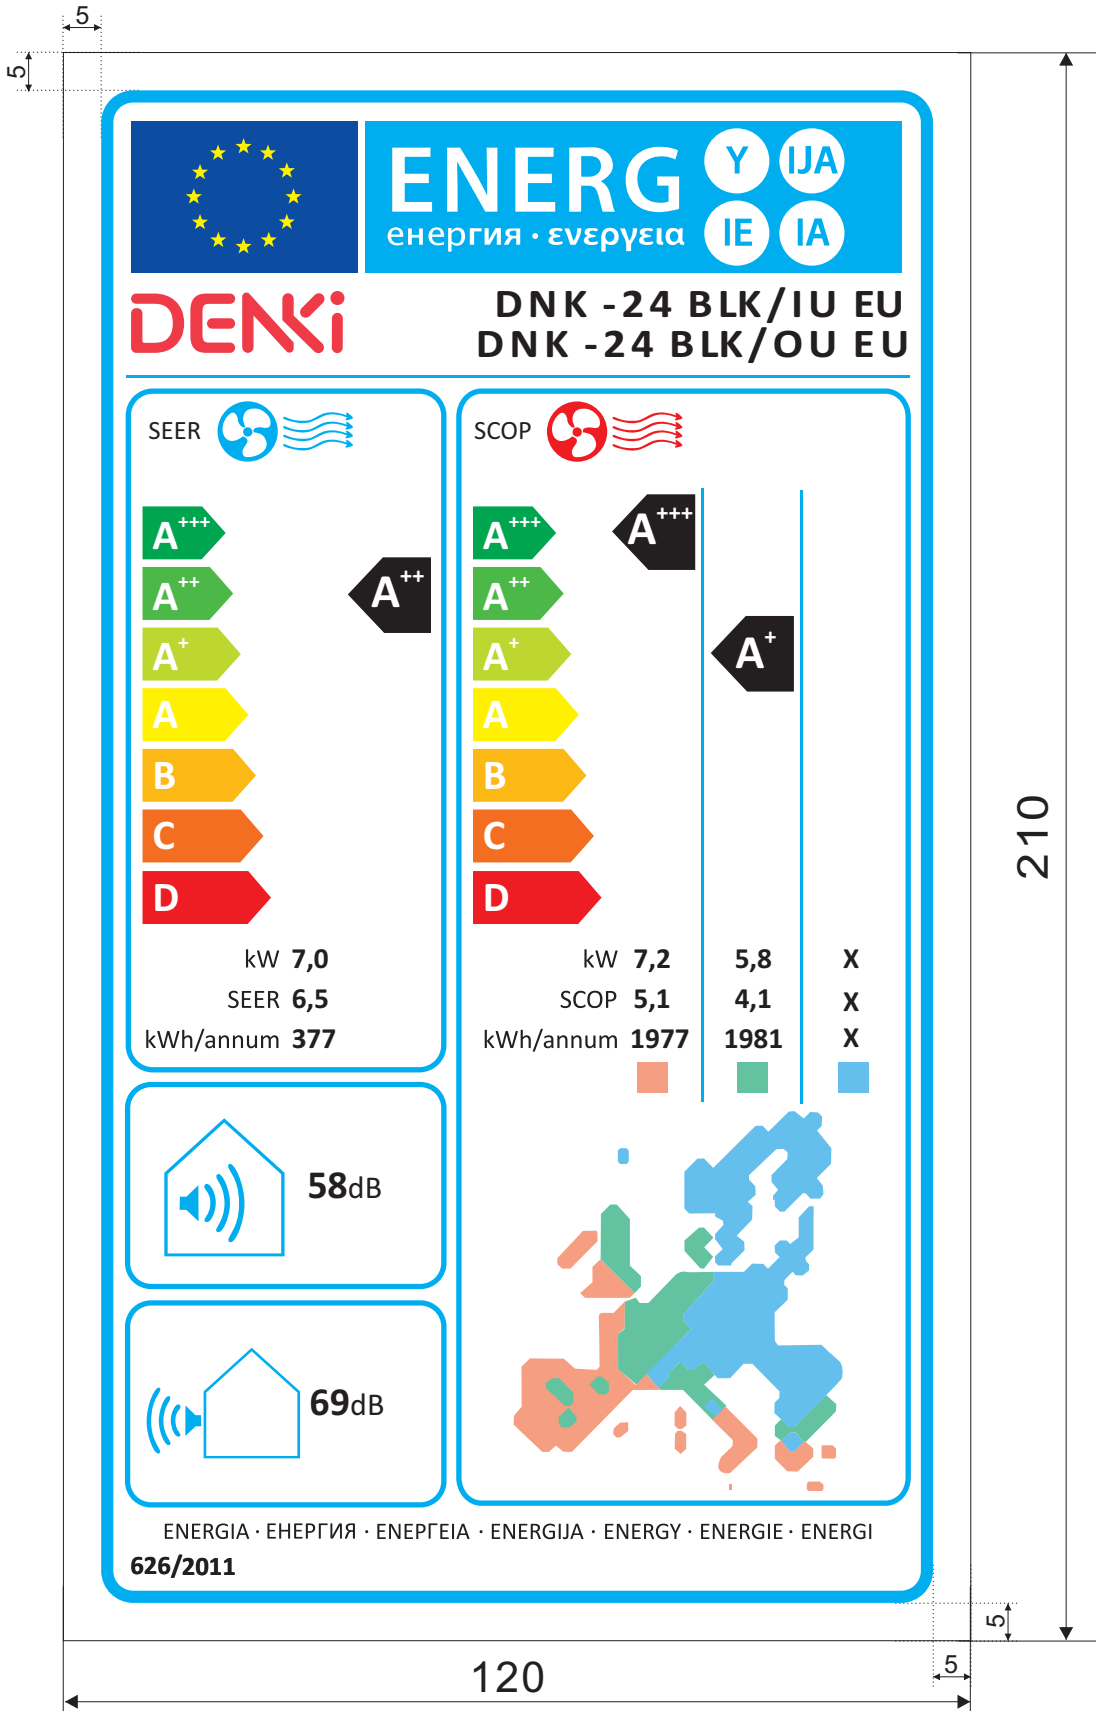 5
5
ENERG Y IJA
енергия · ενεργεια IE IA
DENKi
DNK -24 BLK/IU EU
DNK -24 BLK/OU EU
SEER
A+++
A++
A+
A
B
C
D
A++
kW 7,0
SEER 6,5
kWh/annum 377
SCOP
A+++
A++
A+
A
B
C
D
A+++
A+
kW 7,2 5,8 X
SCOP 5,1 4,1 X
kWh/annum 1977 1981 X
58dB
69dB
ENERGIA · ЕНЕРГИЯ · ΕΝΕΡΓΕΙΑ · ENERGIJA · ENERGY · ENERGIE · ENERGI
626/2011
210
5
5
120